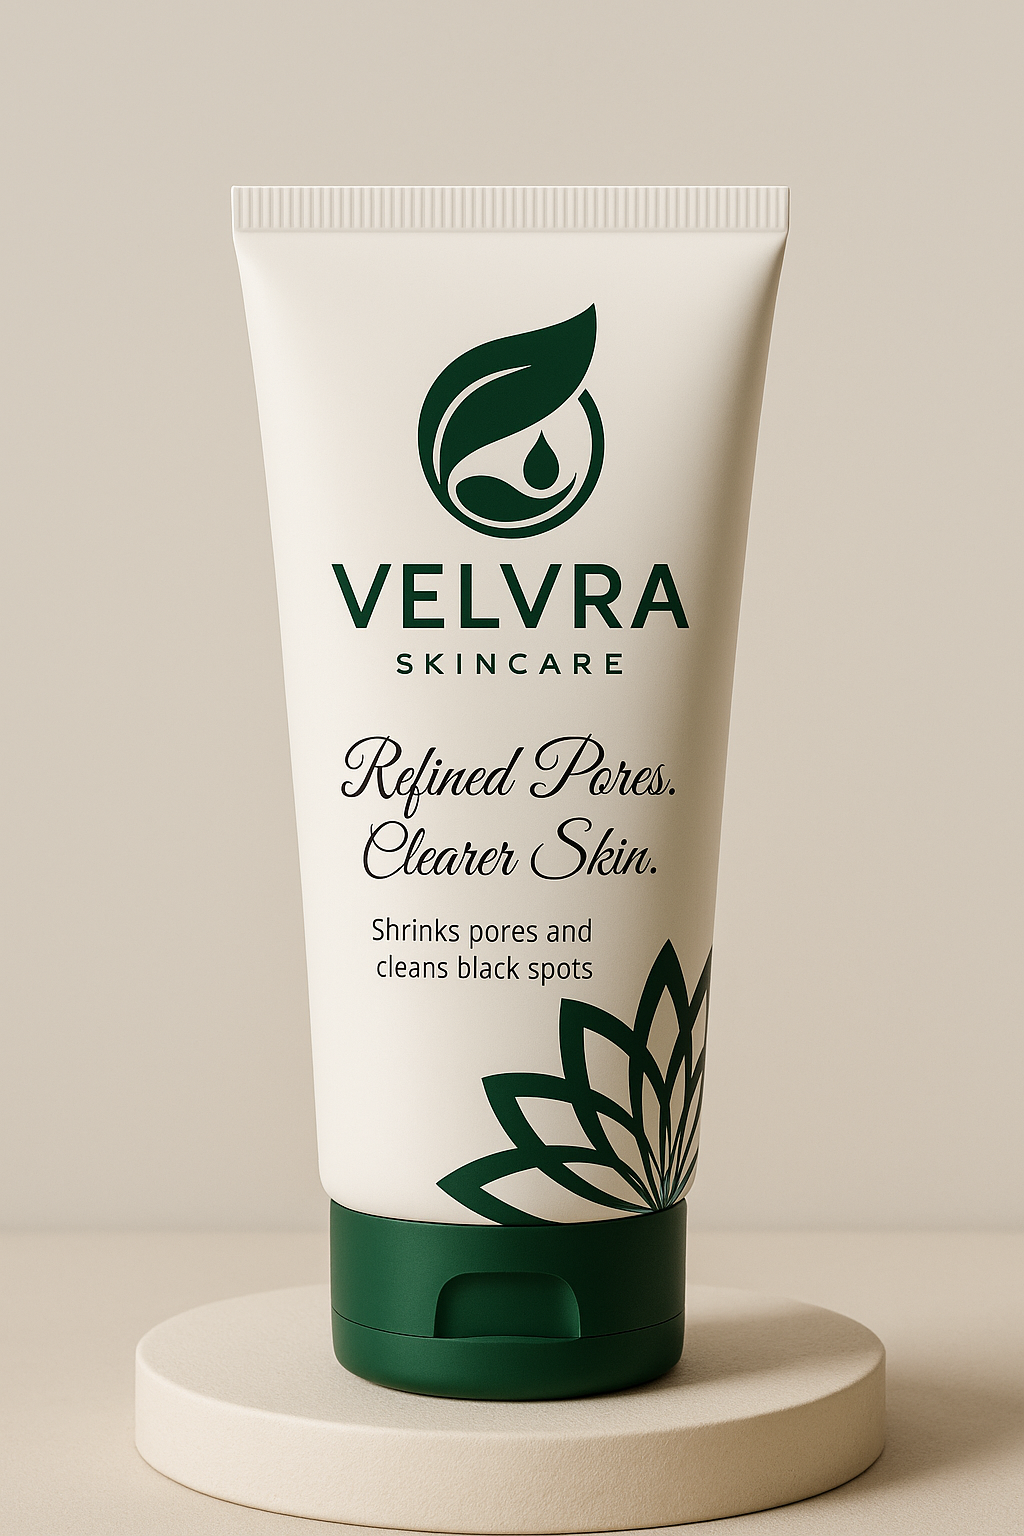 VELVRA
SKINCARE
Refined Pores.
Clearer Skin.
Shrinks pores and
cleans black spots